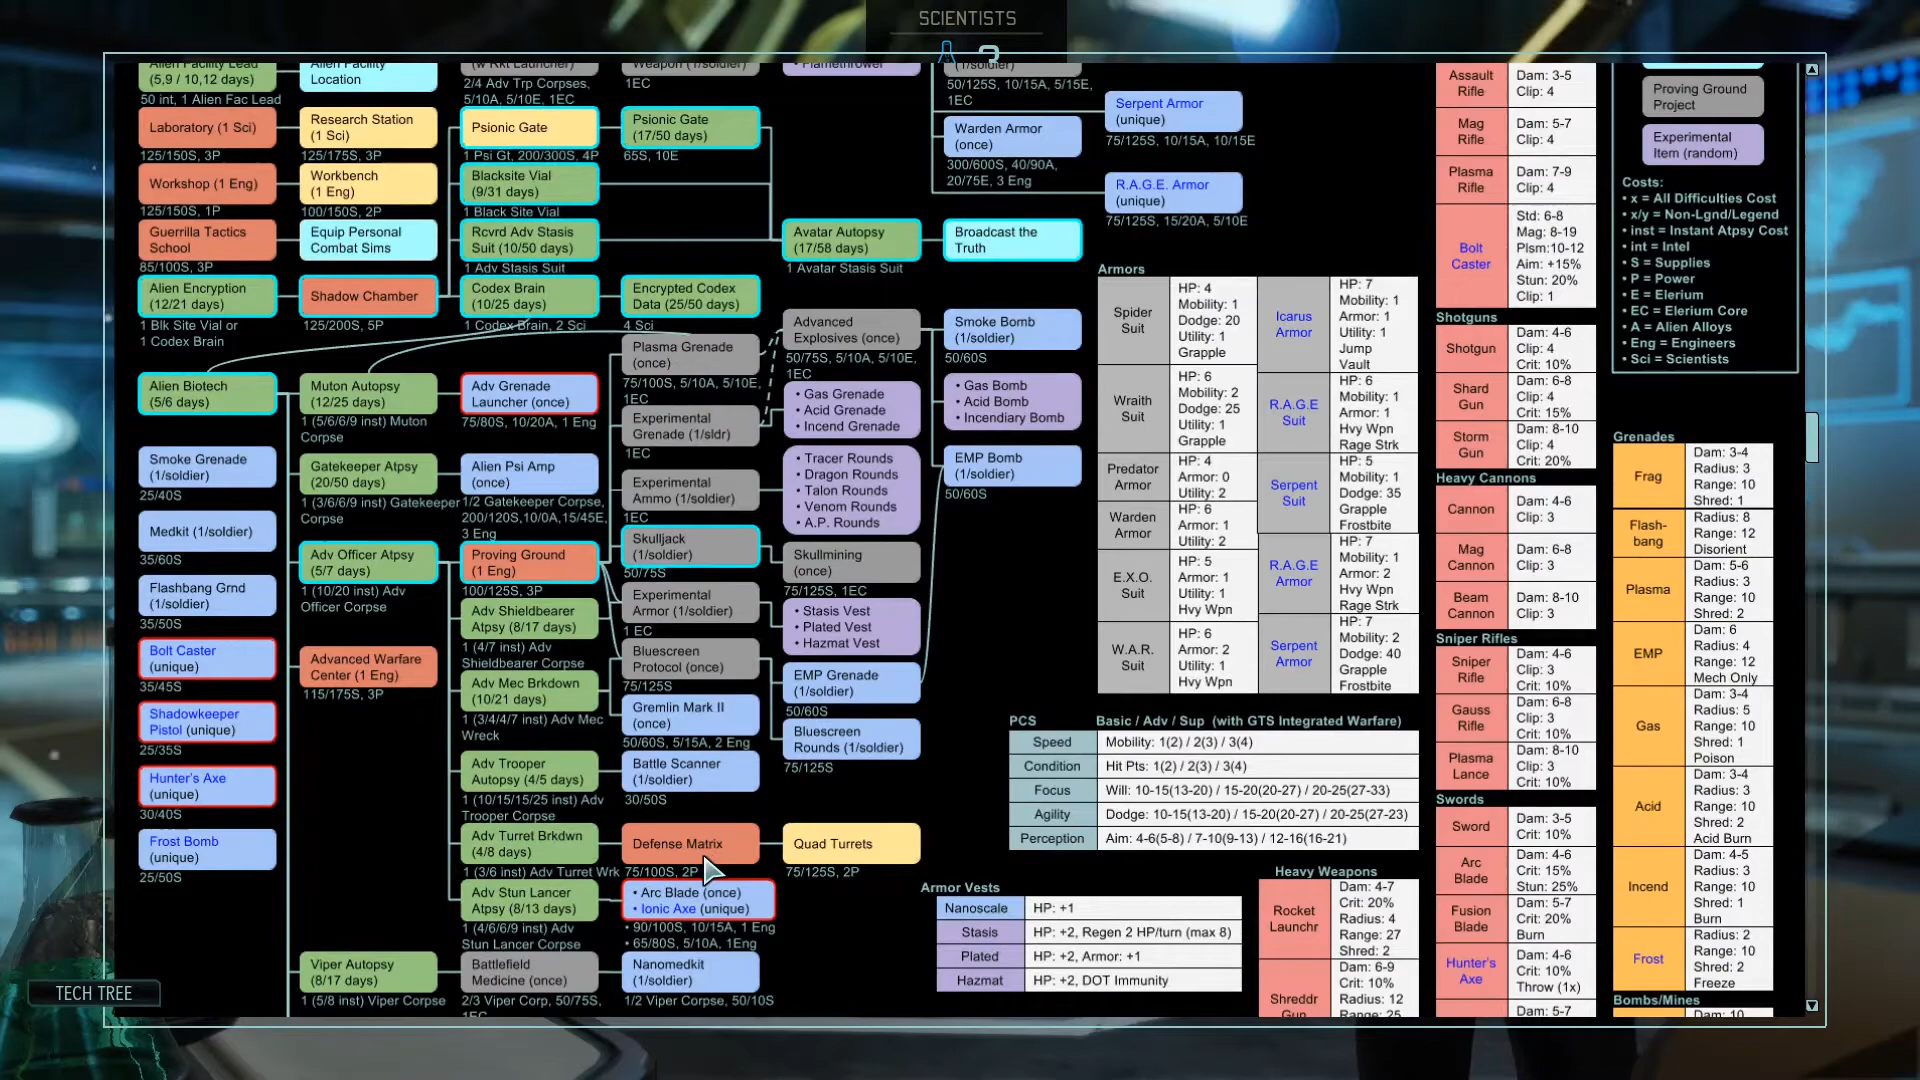 SCIENTISTS
Alien Facility Lead
(5,9 / 10,12 days)
50 int, 1 Alien Fac Lead
Alien Facility
Location
(w Rkt Launcher)
2/4 Adv Trp Corpses,
5/10A, 5/10E, 1EC
Weapon (1/soldier)
1EC
• Flamethrower
(1/soldier)
50/125S, 10/15A, 5/15E,
1EC
Laboratory (1 Sci)
125/150S, 3P
Research Station
(1 Sci)
125/175S, 3P
Psionic Gate
1 Psi Gt, 200/300S, 4P
Psionic Gate
(17/50 days)
65S, 10E
Warden Armor
(once)
300/600S, 40/90A,
20/75E, 3 Eng
Serpent Armor
(unique)
75/125S, 10/15A, 10/15E
R.A.G.E. Armor
(unique)
75/125S, 15/20A, 5/10E
Workshop (1 Eng)
125/150S, 1P
Workbench
(1 Eng)
100/150S, 2P
Blacksite Vial
(9/31 days)
1 Black Site Vial
Guerrilla Tactics
School
85/100S, 3P
Equip Personal
Combat Sims
Rcvrd Adv Stasis
Suit (10/50 days)
1 Adv Stasis Suit
Avatar Autopsy
(17/58 days)
1 Avatar Stasis Suit
Broadcast the
Truth
Alien Encryption
(12/21 days)
1 Blk Site Vial or
1 Codex Brain
Shadow Chamber
125/200S, 5P
Codex Brain
(10/25 days)
1 Codex Brain, 2 Sci
Encrypted Codex
Data (25/50 days)
4 Sci
Alien Biotech
(5/6 days)
Muton Autopsy
(12/25 days)
1 (5/6/6/9 inst) Muton
Corpse
Adv Grenade
Launcher (once)
75/80S, 10/20A, 1 Eng
Plasma Grenade
(once)
75/100S, 5/10A, 5/10E,
1EC
Advanced
Explosives (once)
50/75S, 5/10A, 5/10E,
1EC
Smoke Bomb
(1/soldier)
50/60S
Experimental
Grenade (1/sldr)
1EC
• Gas Grenade
• Acid Grenade
• Incend Grenade
• Gas Bomb
• Acid Bomb
• Incendiary Bomb
Smoke Grenade
(1/soldier)
25/40S
Gatekeeper Atpsy
(20/50 days)
1 (3/6/6/9 inst) Gatekeeper
Corpse
Alien Psi Amp
(once)
1/2 Gatekeeper Corpse,
200/120S,10/0A,15/45E,
3 Eng
Experimental
Ammo (1/soldier)
1EC
• Tracer Rounds
• Dragon Rounds
• Talon Rounds
• Venom Rounds
• A.P. Rounds
EMP Bomb
(1/soldier)
50/60S
Medkit (1/soldier)
35/60S
Adv Officer Atpsy
(5/7 days)
1 (10/20 inst) Adv
Officer Corpse
Proving Ground
(1 Eng)
100/125S, 3P
Skulljack
(1/soldier)
50/75S
Skullmining
(once)
75/125S, 1EC
Flashbang Grnd
(1/soldier)
35/50S
Adv Shieldbearer
Atpsy (8/17 days)
1 (4/7 inst) Adv
Shieldbearer Corpse
Experimental
Armor (1/soldier)
1 EC
• Stasis Vest
• Plated Vest
• Hazmat Vest
Bolt Caster
(unique)
35/45S
Advanced Warfare
Center (1 Eng)
115/175S, 3P
Adv Mec Brkdown
(10/21 days)
1 (3/4/4/7 inst) Adv Mec
Wreck
Bluescreen
Protocol (once)
75/125S
EMP Grenade
(1/soldier)
50/60S
Shadowkeeper
Pistol (unique)
25/35S
Gremlin Mark II
(once)
50/60S, 5/15A, 2 Eng
Bluescreen
Rounds (1/soldier)
75/125S
Hunter's Axe
(unique)
30/40S
Adv Trooper
Autopsy (4/5 days)
1 (10/15/15/25 inst) Adv
Trooper Corpse
Battle Scanner
(1/soldier)
30/50S
Frost Bomb
(unique)
25/50S
Adv Turret Brkdwn
(4/8 days)
1 (3/6 inst) Adv Turret Wrk
Defense Matrix
75/100S, 2P
Quad Turrets
75/125S, 2P
Adv Stun Lancer
Atpsy (8/13 days)
1 (4/6/6/9 inst) Adv
Stun Lancer Corpse
• Arc Blade (once)
• Ionic Axe (unique)
• 90/100S, 10/15A, 1 Eng
• 65/80S, 5/10A, 1Eng
Viper Autopsy
(8/17 days)
1 (5/8 inst) Viper Corpse
Battlefield
Medicine (once)
2/3 Viper Corp, 50/75S,
1EC
Nanomedkit
(1/soldier)
1/2 Viper Corpse, 50/10S
TECH TREE
Armors
Spider
Suit
HP: 4
Mobility: 1
Dodge: 20
Utility: 1
Grapple
Icarus
Armor
HP: 7
Mobility: 1
Armor: 1
Utility: 1
Jump
Vault
Wraith
Suit
HP: 6
Mobility: 2
Dodge: 25
Utility: 1
Grapple
R.A.G.E
Suit
HP: 6
Mobility: 1
Armor: 1
Hvy Wpn
Rage Strk
Predator
Armor
HP: 4
Armor: 0
Utility: 2
Serpent
Suit
HP: 5
Mobility: 1
Dodge: 35
Grapple
Frostbite
Warden
Armor
HP: 6
Armor: 1
Utility: 2
E.X.O.
Suit
HP: 5
Armor: 1
Utility: 1
Hvy Wpn
R.A.G.E
Armor
HP: 7
Mobility: 1
Armor: 2
Hvy Wpn
Rage Strk
W.A.R.
Suit
HP: 6
Armor: 2
Utility: 1
Hvy Wpn
Serpent
Armor
HP: 7
Mobility: 2
Dodge: 40
Grapple
Frostbite
PCS Basic / Adv / Sup (with GTS Integrated Warfare)
Speed Mobility: 1(2) / 2(3) / 3(4)
Condition Hit Pts: 1(2) / 2(3) / 3(4)
Focus Will: 10-15(13-20) / 15-20(20-27) / 20-25(27-33)
Agility Dodge: 10-15(13-20) / 15-20(20-27) / 20-25(27-23)
Perception Aim: 4-6(5-8) / 7-10(9-13) / 12-16(16-21)
Armor Vests
Nanoscale HP: +1
Stasis HP: +2, Regen 2 HP/turn (max 8)
Plated HP: +2, Armor: +1
Hazmat HP: +2, DOT Immunity
Heavy Weapons
Rocket
Launchr
Dam: 4-7
Crit: 20%
Radius: 4
Range: 27
Shred: 2
Shreddr
Gun
Dam: 6-9
Crit: 10%
Radius: 12
Range: 25
Assault
Rifle
Dam: 3-5
Clip: 4
Mag
Rifle
Dam: 5-7
Clip: 4
Plasma
Rifle
Dam: 7-9
Clip: 4
Bolt
Caster
Std: 6-8
Mag: 8-19
Plsm:10-12
Aim: +15%
Stun: 20%
Clip: 1
Shotguns
Shotgun
Dam: 4-6
Clip: 4
Crit: 10%
Shard
Gun
Dam: 6-8
Clip: 4
Crit: 15%
Storm
Gun
Dam: 8-10
Clip: 4
Crit: 20%
Heavy Cannons
Cannon
Dam: 4-6
Clip: 3
Mag
Cannon
Dam: 6-8
Clip: 3
Beam
Cannon
Dam: 8-10
Clip: 3
Sniper Rifles
Sniper
Rifle
Dam: 4-6
Clip: 3
Crit: 10%
Gauss
Rifle
Dam: 6-8
Clip: 3
Crit: 10%
Plasma
Lance
Dam: 8-10
Clip: 3
Crit: 10%
Swords
Sword
Dam: 3-5
Crit: 10%
Arc
Blade
Dam: 4-6
Crit: 15%
Stun: 25%
Fusion
Blade
Dam: 5-7
Crit: 20%
Burn
Hunter's
Axe
Dam: 4-6
Crit: 10%
Throw (1x)
Dam: 5-7
Proving Ground
Project
Experimental
Item (random)
Costs:
• x = All Difficulties Cost
• x/y = Non-Lgnd/Legend
• inst = Instant Atpsy Cost
• int = Intel
• S = Supplies
• P = Power
• E = Elerium
• EC = Elerium Core
• A = Alien Alloys
• Eng = Engineers
• Sci = Scientists
Grenades
Frag
Dam: 3-4
Radius: 3
Range: 10
Shred: 1
Flash-
bang
Radius: 8
Range: 12
Disorient
Plasma
Dam: 5-6
Radius: 3
Range: 10
Shred: 2
EMP
Dam: 6
Radius: 4
Range: 12
Mech Only
Gas
Dam: 3-4
Radius: 5
Range: 10
Shred: 1
Poison
Acid
Dam: 3-4
Radius: 3
Range: 10
Shred: 2
Acid Burn
Incend
Dam: 4-5
Radius: 3
Range: 10
Shred: 1
Burn
Frost
Radius: 2
Range: 10
Shred: 2
Freeze
Bombs/Mines
Dam: 10